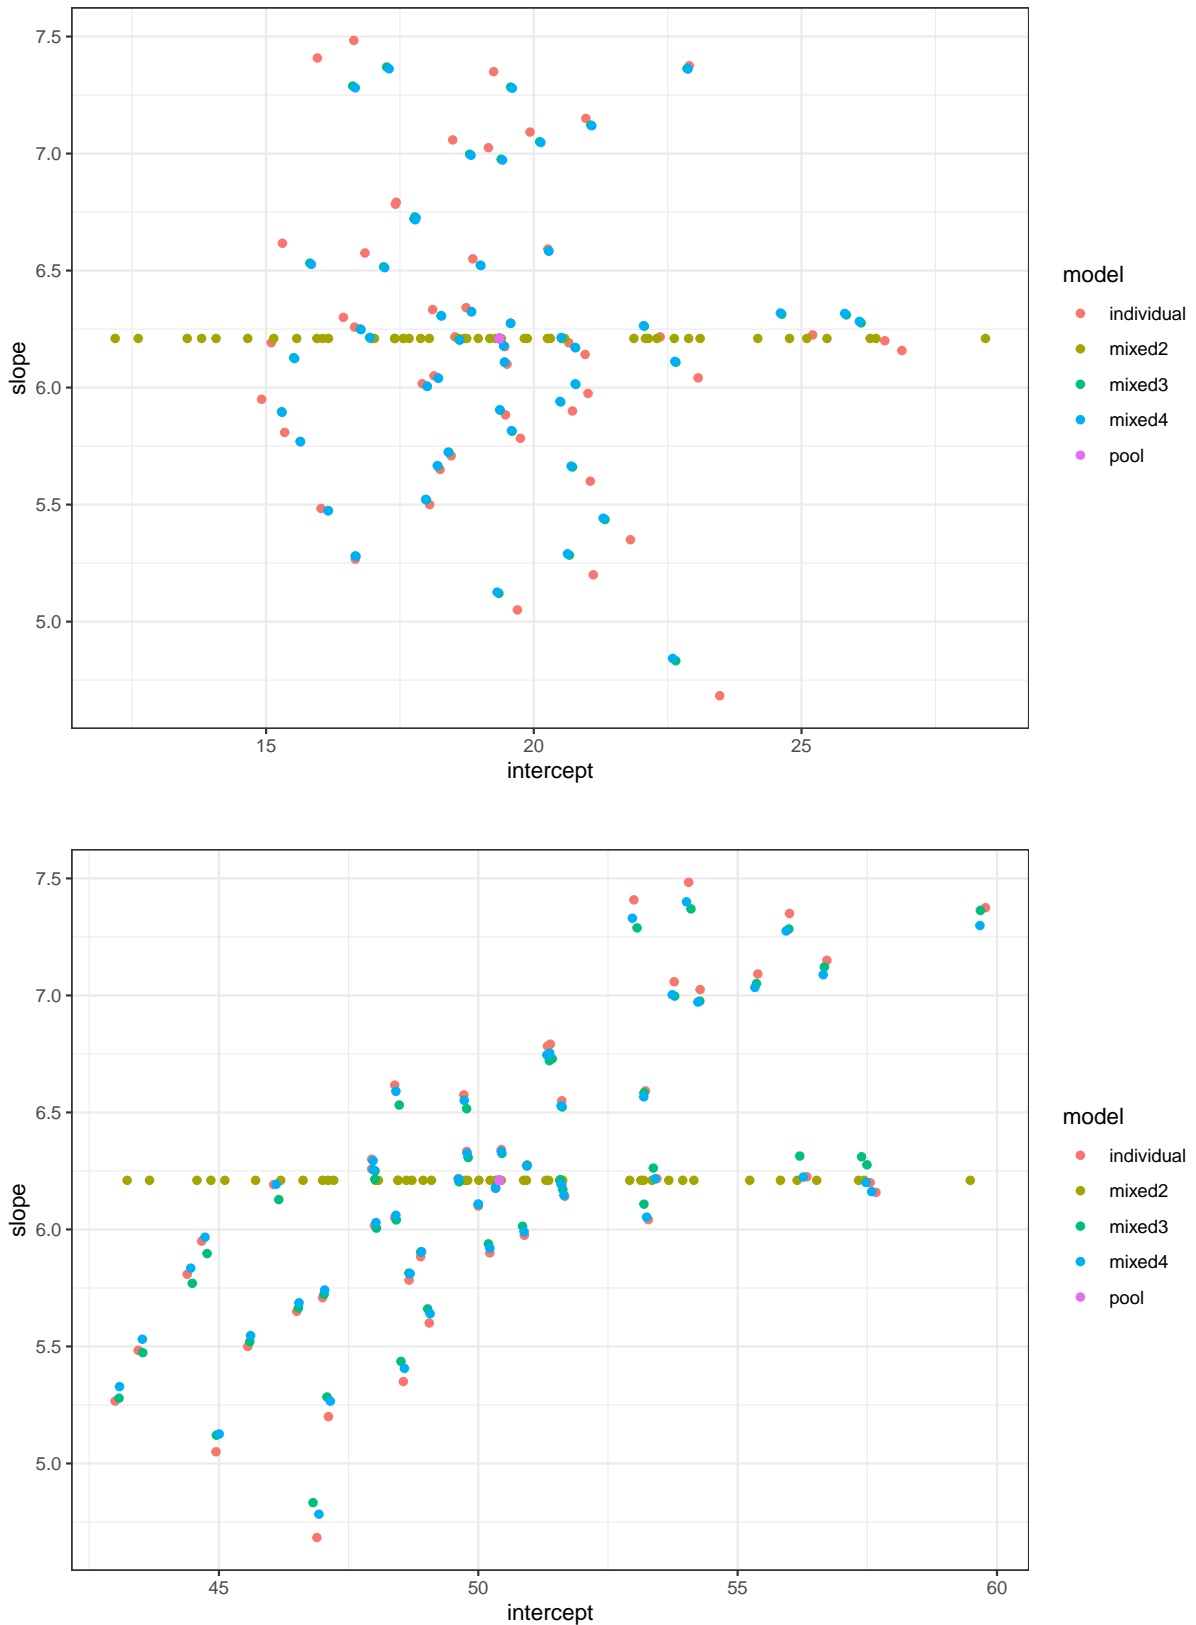 7.5
7.0
6.5
6.0
5.5
5.0
slope
15 20 25
intercept
model
individual
mixed2
mixed3
mixed4
pool
7.5
7.0
6.5
6.0
5.5
5.0
slope
45 50 55 60
intercept
model
individual
mixed2
mixed3
mixed4
pool